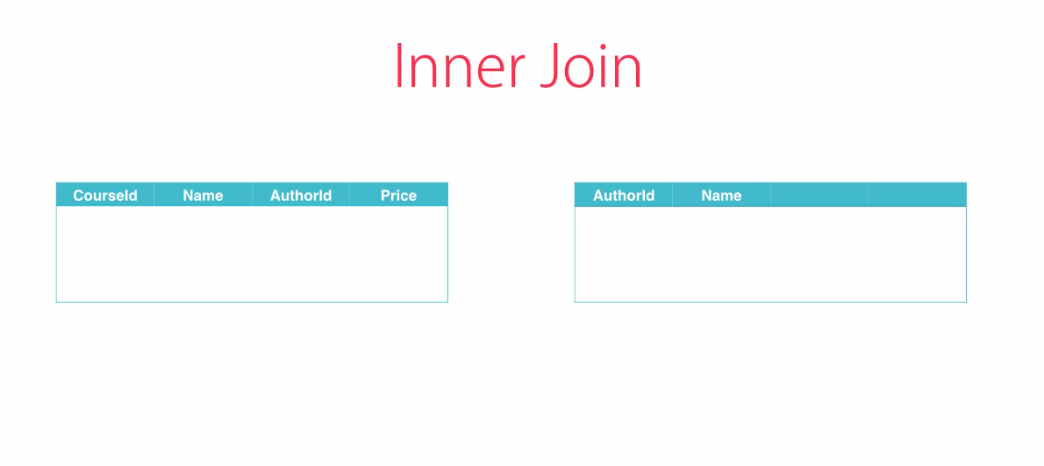 Inner Join
CourseId Name AuthorId Price
AuthorId Name